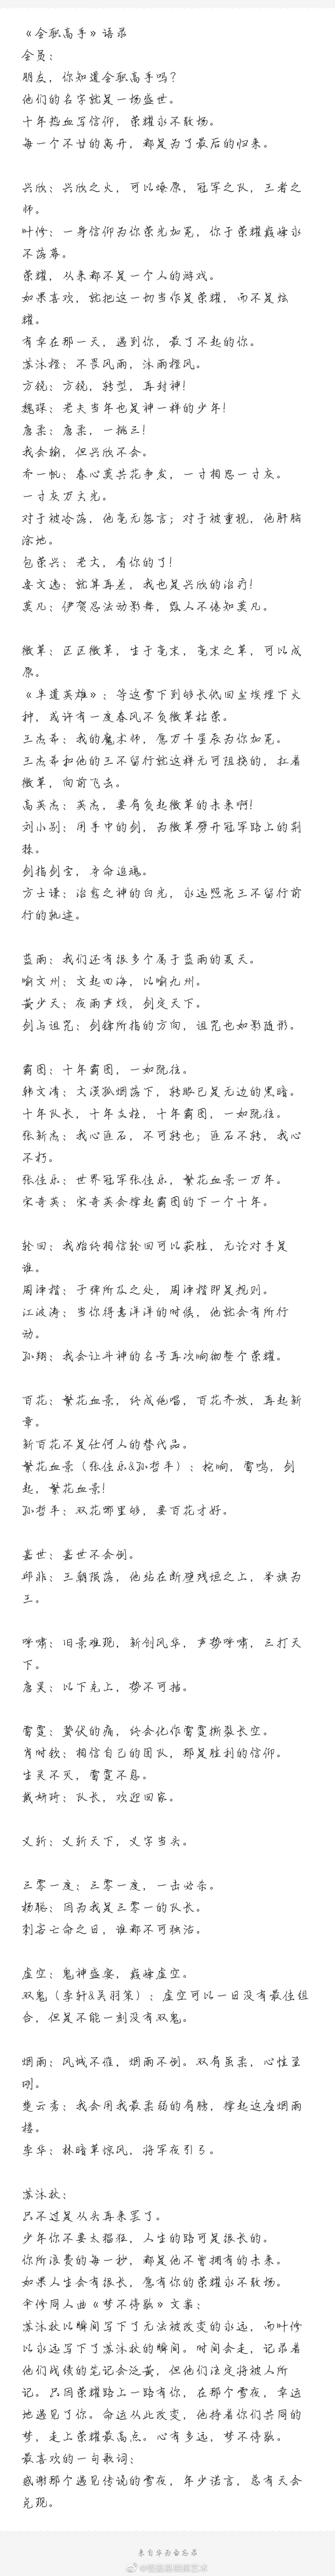 《全职高手》语录
全员：
朋友，你知道全职高手吗？
他们的名字就是一场盛世。
十年热血写信仰，荣耀永不散场。
每一个不甘的离开，都是为了最后的归来。
兴欣：兴欣之火，可以燎原，冠军之队，王者之
师。
叶修：一身信仰为你荣光加冕，你于荣耀巅峰永
不落幕。
荣耀，从来都不是一个人的游戏。
如果喜欢，就把这一切当作是荣耀，而不是炫
耀。
有幸在那一天，遇到你，最了不起的你。
苏沐橙：不畏风雨，沐雨橙风。
方锐：方锐，转型，再封神！
魏琛：老夫当年也是神一样的少年！
唐柔：唐柔，一挑三！
我会输，但兴欣不会。
乔一帆：春心莫共花争发，一寸相思一寸灰。
一寸灰万丈光。
对于被冷落，他毫无怨言；对于被重视，他肝脑
涂地。
包荣兴：老大，看你的了！
安文逸：就算再差，我也是兴欣的治疗！
莫凡：伊贺忍法动影舞，毁人不倦知莫凡。
微草：区区微草，生于毫末，毫末之草，可以成
原。
《半道英雄》：等这雪下到够长低回尘埃埋下火
种，或许有一度春风不负微草枯荣。
王杰希：我的魔术师，愿万千星辰为你加冕。
王杰希和他的王不留行就这样无可阻挠的，扛着
微草，向前飞去。
高英杰：英杰，要肩负起微草的未来啊！
刘小别：用手中的剑，为微草劈开冠军路上的荆
棘。
剑指剑客，夺命追魂。
方士谦：治愈之神的白光，永远照亮王不留行前
行的轨迹。
蓝雨：我们还有很多个属于蓝雨的夏天。
喻文州：文起四海，以喻九州。
黄少天：夜雨声烦，剑定天下。
剑与诅咒：剑锋所指的方向，诅咒也如影随形。
霸图：十年霸图，一如既往。
韩文清：大漠孤烟落下，转眼已是无边的黑暗。
十年队长，十年支柱，十年霸图，一如既往。
张新杰：我心匪石，不可转也；匪石不转，我心
不朽。
张佳乐：世界冠军张佳乐，繁花血景一万年。
宋奇英：宋奇英会撑起霸图的下一个十年。
轮回：我始终相信轮回可以获胜，无论对手是
谁。
周泽楷：子弹所及之处，周泽楷即是规则。
江波涛：当你得意洋洋的时候，他就会有所行
动。
孙翔：我会让斗神的名号再次响彻整个荣耀。
百花：繁花血景，终成绝唱，百花齐放，再起新
章。
新百花不是任何人的替代品。
繁花血景（张佳乐&孙哲平）：枪响，雷鸣，剑
起，繁花血景！
孙哲平：双花哪里够，要百花才好。
嘉世：嘉世不会倒。
邱非：王朝陨落，他站在断壁残垣之上，举旗为
王。
呼啸：旧景难现，新创风华，声势呼啸，三打天
下。
唐昊：以下克上，势不可挡。
雷霆：蛰伏的痛，终会化作雷霆撕裂长空。
肖时钦：相信自己的团队，那是胜利的信仰。
生灵不灭，雷霆不息。
戴妍琦：队长，欢迎回家。
义斩：义斩天下，义字当头。
三零一度：三零一度，一击必杀。
杨聪：因为我是三零一的队长。
刺客亡命之日，谁都不可独活。
虚空：鬼神盛宴，巅峰虚空。
双鬼（李轩&吴羽策）：虚空可以一日没有最佳组
合，但是不能一刻没有双鬼。
烟雨：风城不催，烟雨不倒。双肩虽柔，心性至
刚。
楚云秀：我会用我最柔弱的肩膀，撑起这座烟雨
楼。
李华：林暗草惊风，将军夜引弓。
苏沐秋：
只不过是从头再来罢了。
少年你不要太猖狂，人生的路可是很长的。
你所浪费的每一秒，都是他不曾拥有的未来。
如果人生会有很长，愿有你的荣耀永不散场。
伞修同人曲《梦不停歇》文案：
苏沐秋以瞬间写下了无法被改变的永远，而叶修
以永远写下了苏沐秋的瞬间。时间会走，记录着
他们战绩的笔记会泛黄，但他们注定将被人所
记。只因荣耀路上一路有你，在那个雪夜，幸运
地遇见了你。命运从此改变，他持着你们共同的
梦，走上荣耀最高点。心有多远，梦不停歇。
最喜欢的一句歌词：
感谢那个遇见传说的雪夜，年少诺言，总有天会
兑现。
来自华为备忘录